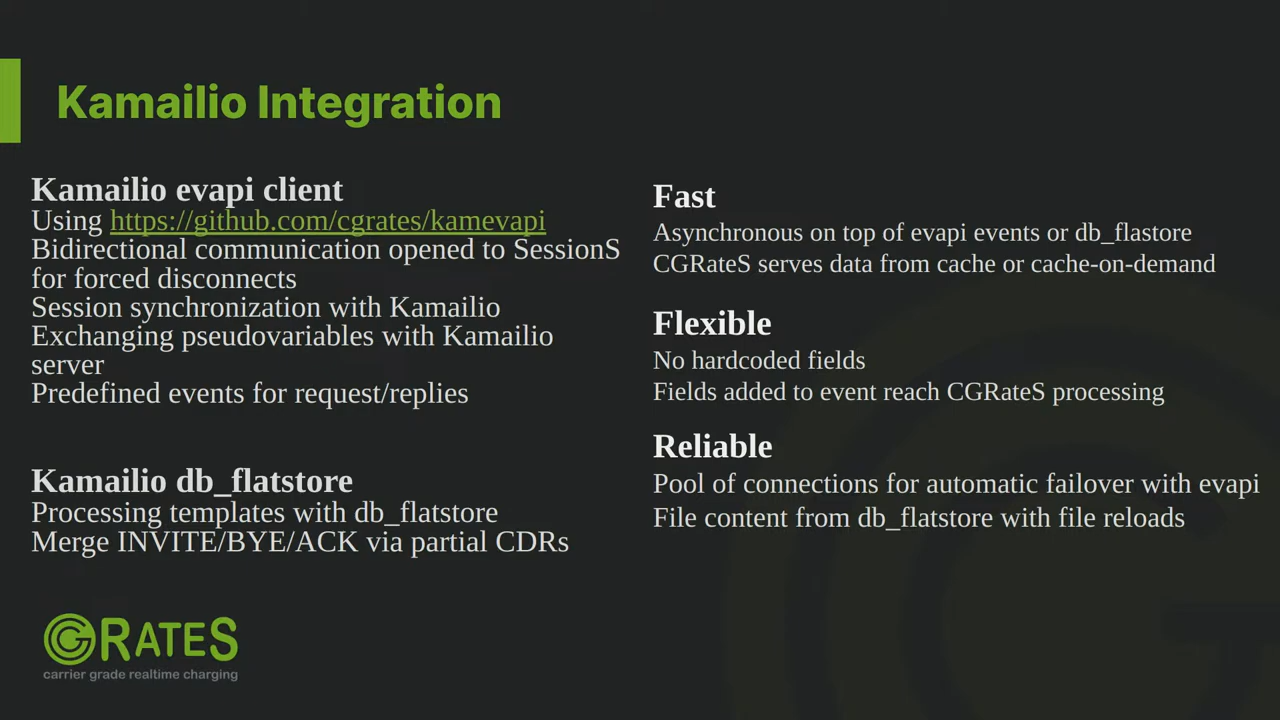 Kamailio Integration
Kamailio evapi client
Using https://github.com/cgrates/kamevapi
Bidirectional communication opened to SessionS
for forced disconnects
Session synchronization with Kamailio
Exchanging pseudovariables with Kamailio
server
Predefined events for request/replies
Kamailio db_flatstore
Processing templates with db_flatstore
Merge INVITE/BYE/ACK via partial CDRs
Fast
Asynchronous on top of evapi events or db_flastore
CGRateS serves data from cache or cache-on-demand
Flexible
No hardcoded fields
Fields added to event reach CGRateS processing
Reliable
Pool of connections for automatic failover with evapi
File content from db_flatstore with file reloads
CGRATES
carrier grade realtime charging